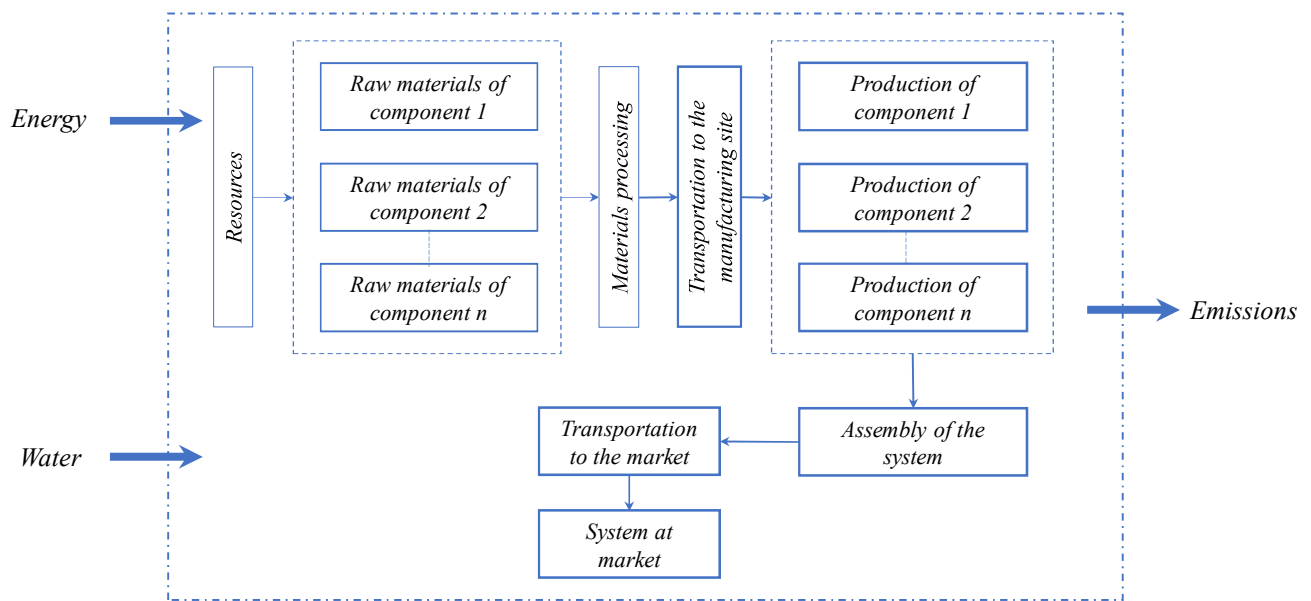 Energy
Water
Resources
Raw materials of
component 1
Raw materials of
component 2
Raw materials of
component n
Materials processing
Transportation to the
manufacturing site
Production of
component 1
Production of
component 2
Production of
component n
Emissions
Assembly of the
system
Transportation
to the market
System at
market